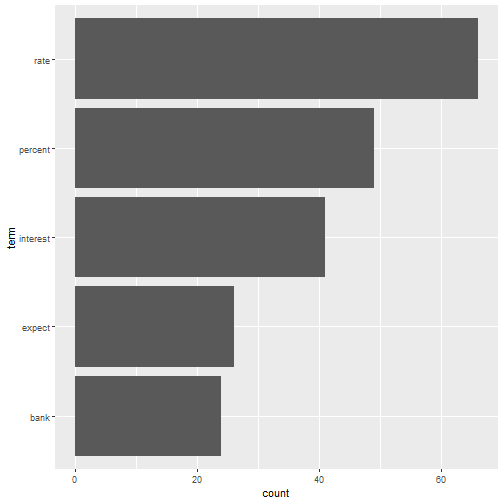 rate
percent
interest
expect
bank
term
0 20 40 60
count